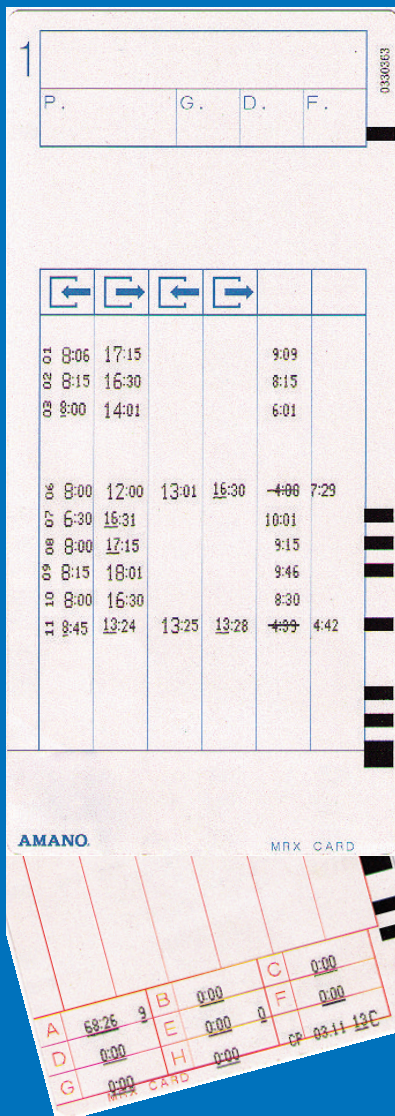 1
0330363
P. G. D. F.
01 8:06 17:15 9:09
02 8:15 16:30 8:15
03 8:00 14:01 6:01
06 8:00 12:00 13:01 16:30 4:00 7:29
07 6:30 16:31 10:01
08 8:00 17:15 9:15
09 8:15 18:01 9:46
10 8:00 16:30 8:30
11 8:45 13:24 13:25 13:28 4:39 4:42
AMANO.
MRX CARD
A 68:26 9 B 0:00 C 0:00
D 0:00 E 0:00 0 F 0:00
G 0:00 H 0:00 CP 03.11 13C
MRX CARD